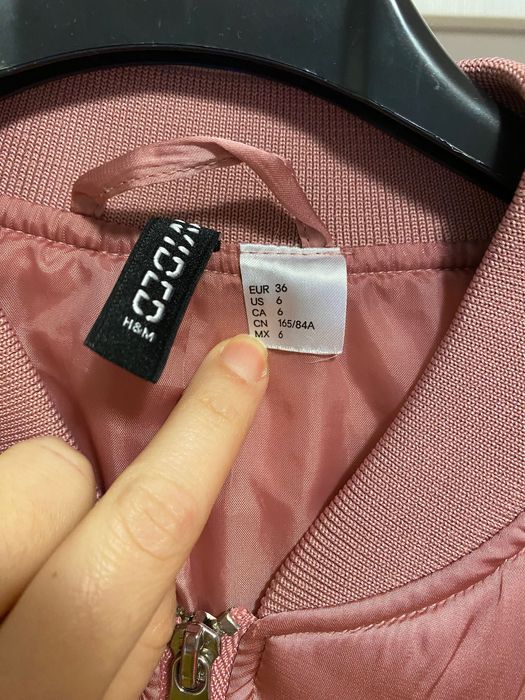 DIVIDED
H&M
EUR 36
US 6
CA 6
CN 165/84A
MX 6